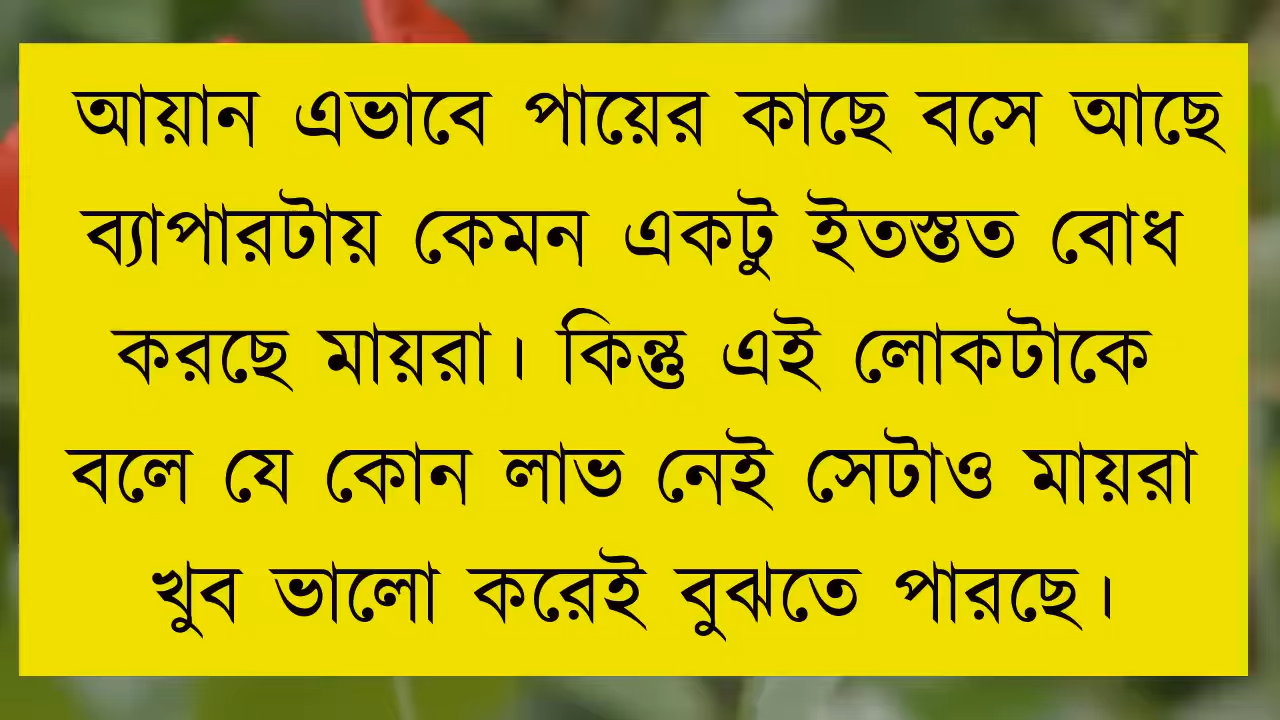 আয়ান এভাবে পায়ের কাছে বসে আছে
ব্যাপারটায় কেমন একটু ইতস্তত বোধ
করছে মায়রা। কিন্তু এই লোকটাকে
বলে যে কোন লাভ নেই সেটাও মায়রা
খুব ভালো করেই বুঝতে পারছে।